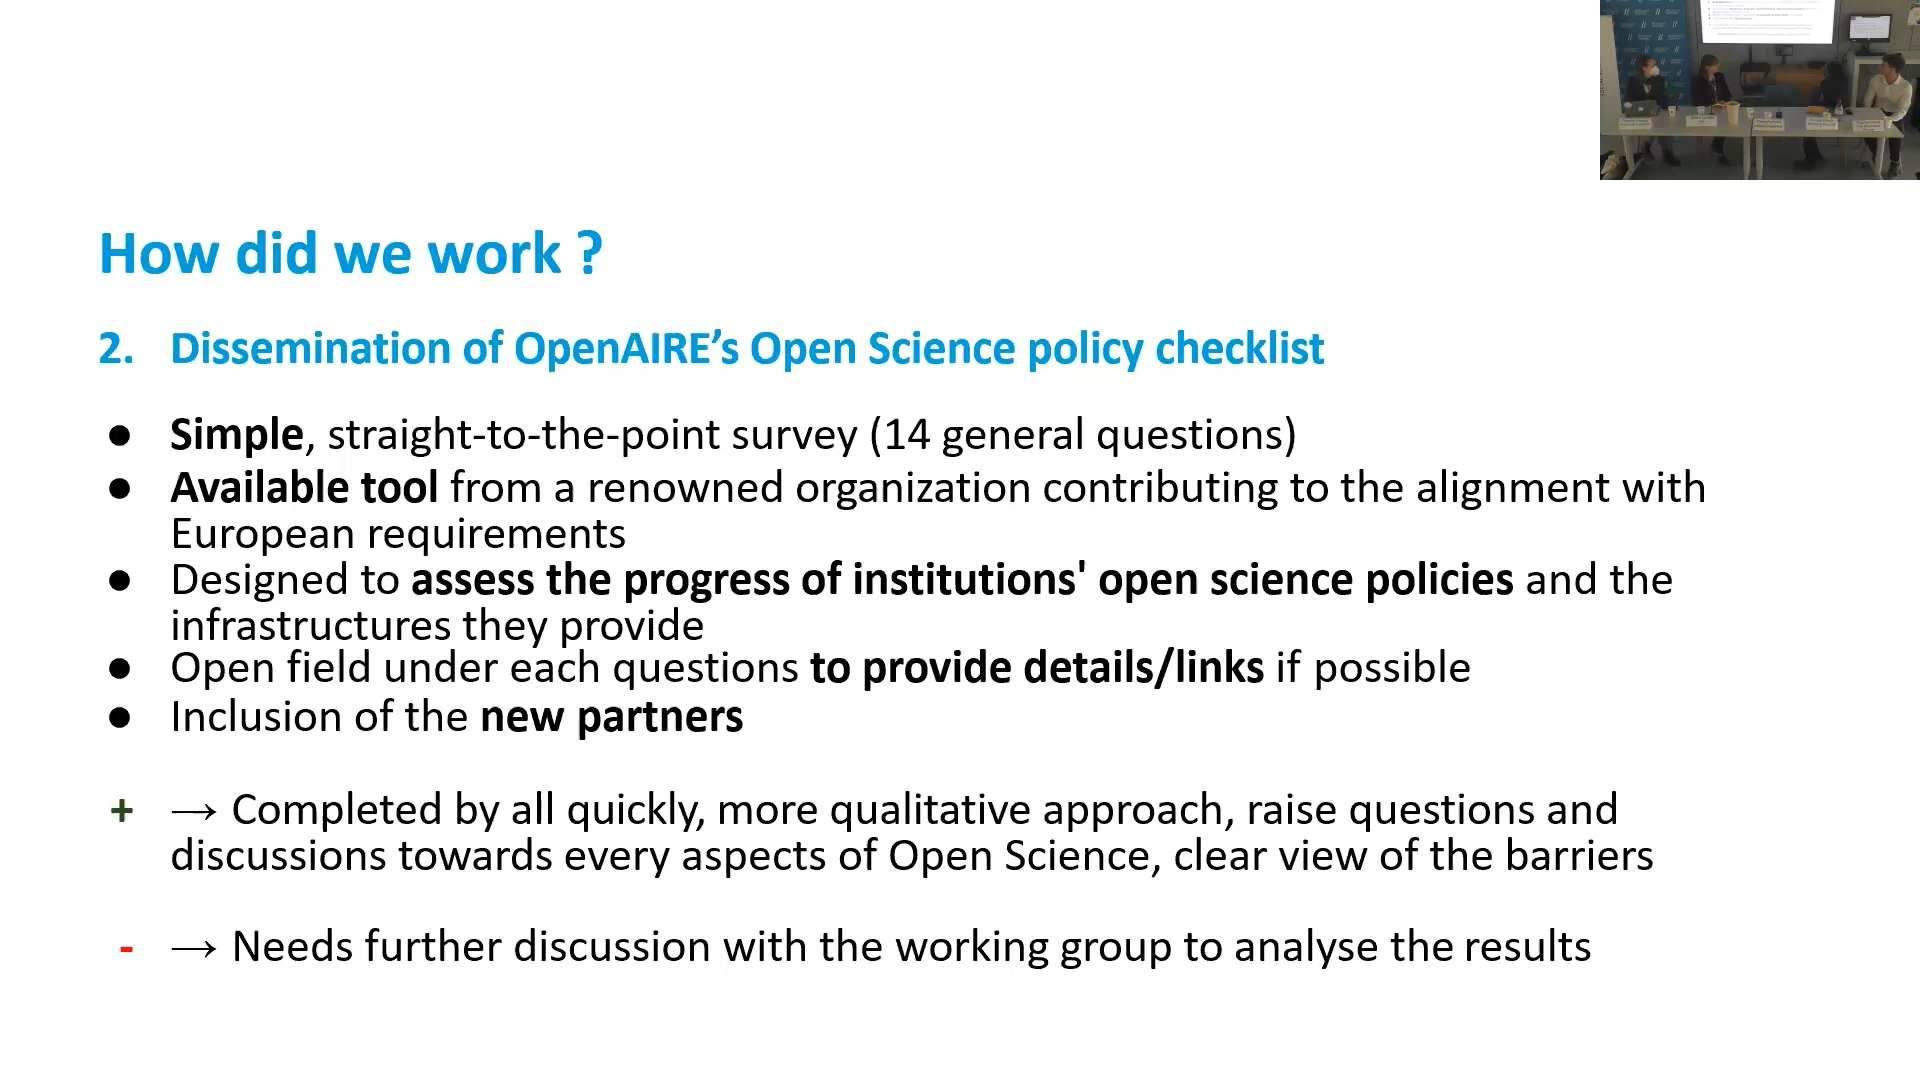 How did we work ?
2. Dissemination of OpenAIRE’s Open Science policy checklist
● Simple, straight-to-the-point survey (14 general questions)
● Available tool from a renowned organization contributing to the alignment with
European requirements
● Designed to assess the progress of institutions' open science policies and the
infrastructures they provide
● Open field under each questions to provide details/links if possible
● Inclusion of the new partners
+ → Completed by all quickly, more qualitative approach, raise questions and
discussions towards every aspects of Open Science, clear view of the barriers
- → Needs further discussion with the working group to analyse the results